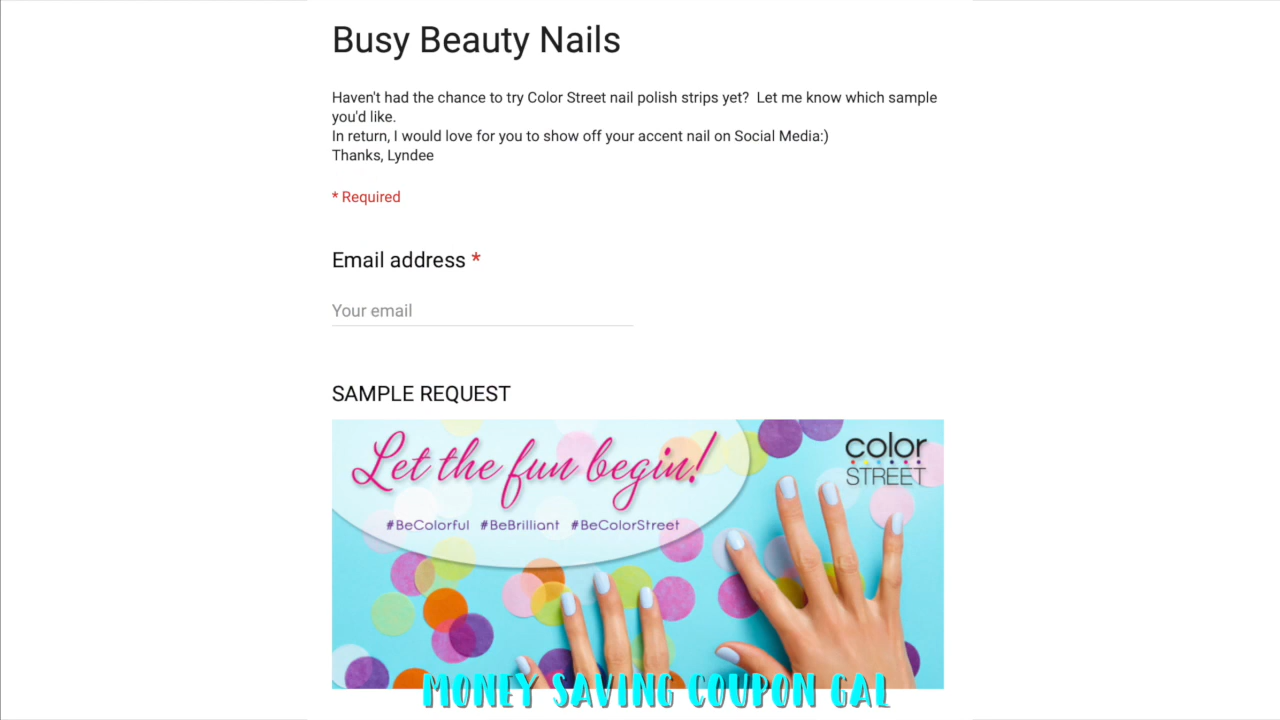 Busy Beauty Nails
Haven't had the chance to try Color Street nail polish strips yet?  Let me know which sample
you'd like.
In return, I would love for you to show off your accent nail on Social Media:)
Thanks, Lyndee
* Required
Email address *
Your email
SAMPLE REQUEST
Let the fun begin!
#BeColorful #BeBrilliant #BeColorStreet
color
STREET
MONEY SAVING COUPON GAL